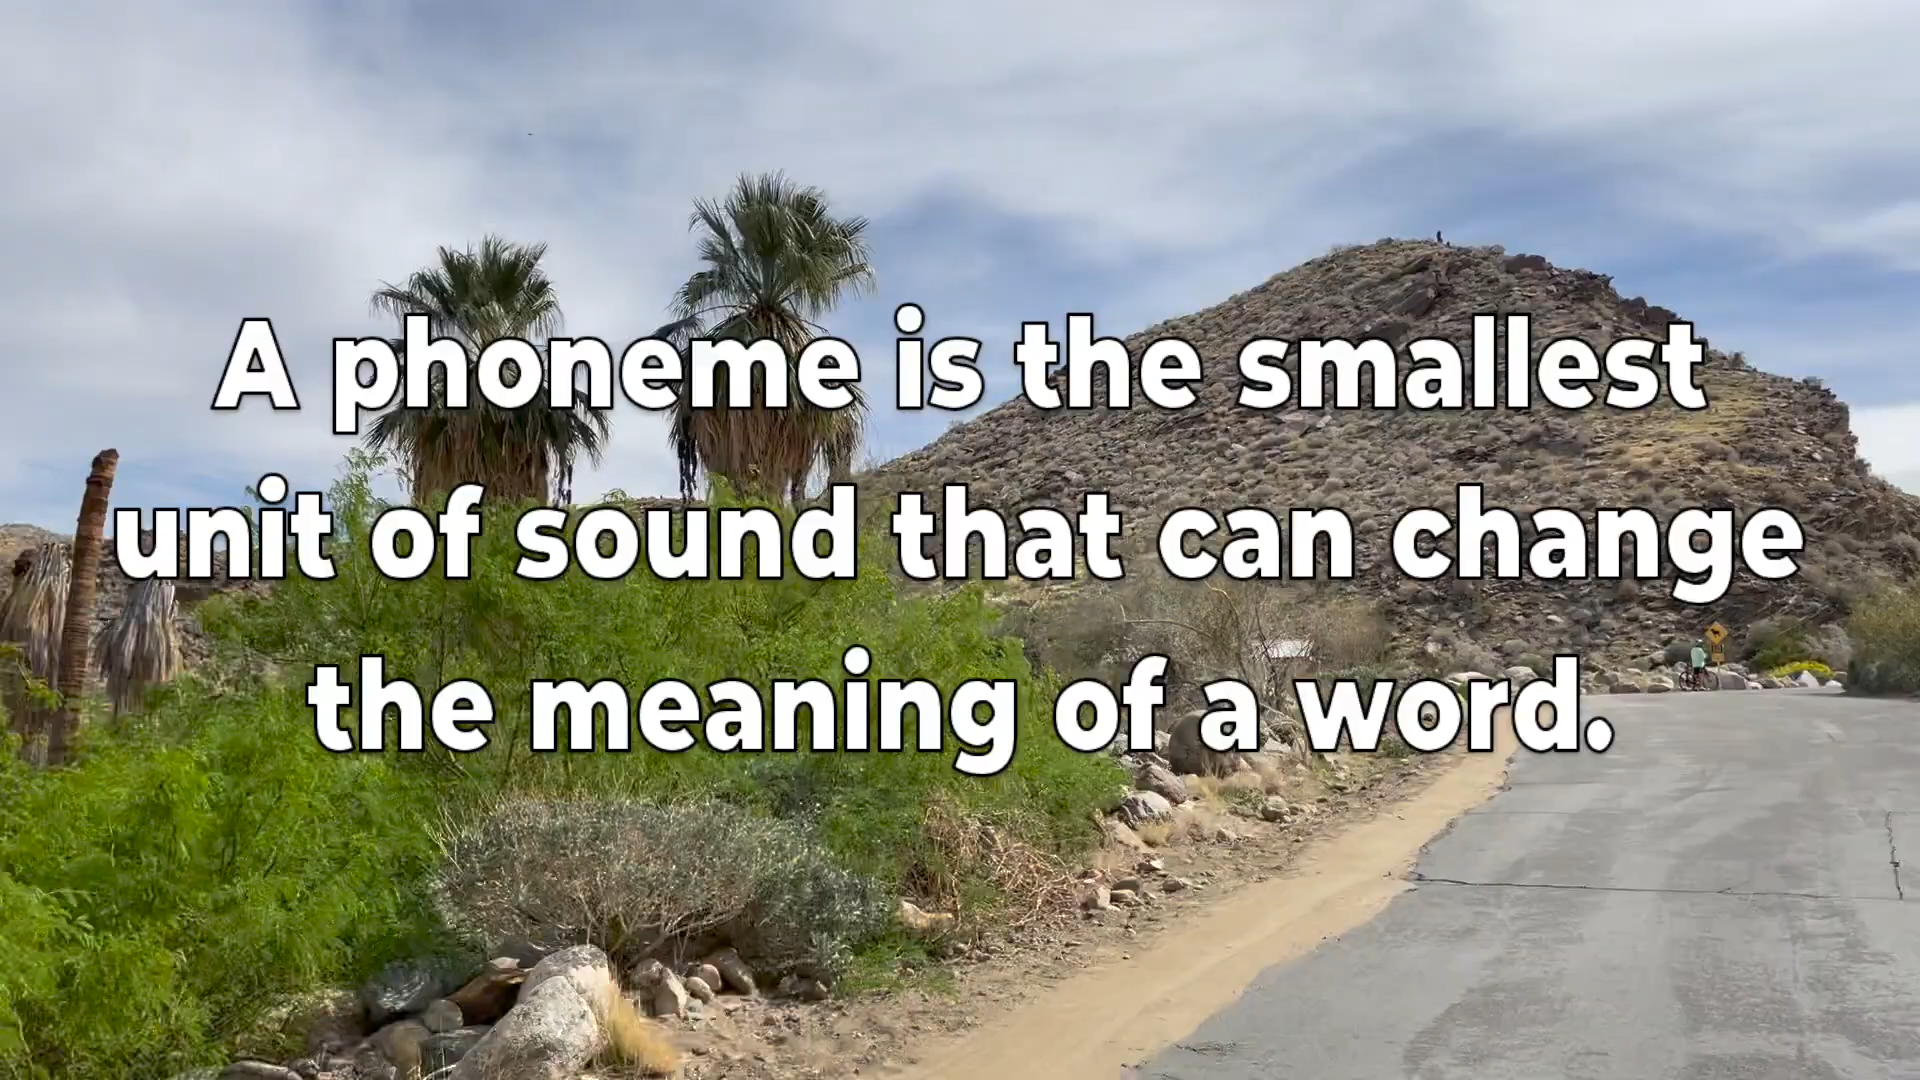 A phoneme is the smallest
unit of sound that can change
the meaning of a word.